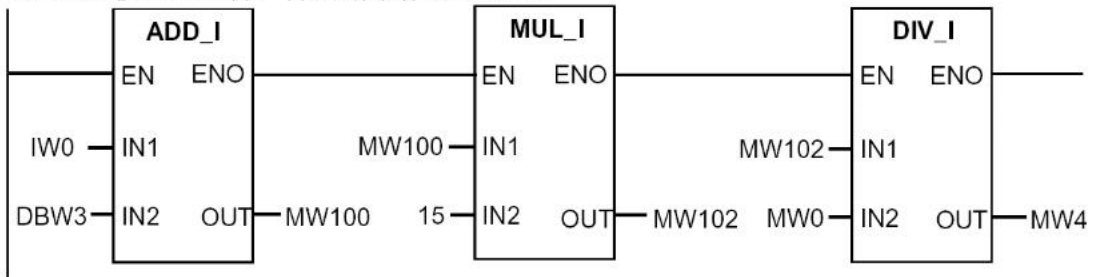 ADD_I MUL_I DIV_I
EN ENO EN ENO EN ENO
IW0 IN1 MW100 IN1 MW102 IN1
DBW3 IN2 OUT MW100 15 IN2 OUT MW102 MW0 IN2 OUT MW4